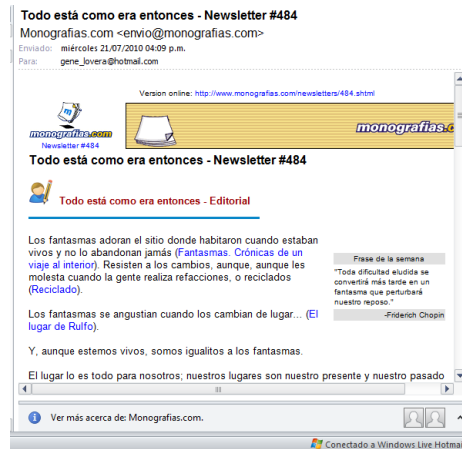 Todo está como era entonces - Newsletter #484
Monografias.com <envio@monografias.com>
Enviado: miércoles 21/07/2010 04:09 p.m.
Para: gene_lovera@hotmail.com
Version online: http://www.monografias.com/newsletters/484.shtml
monografias.com
Newsletter #484
monografias.c
Todo está como era entonces - Newsletter #484
Todo está como era entonces - Editorial
Los fantasmas adoran el sitio donde habitaron cuando estaban
vivos y no lo abandonan jamás (Fantasmas. Crónicas de un
viaje al interior). Resisten a los cambios, aunque, aunque les
molesta cuando la gente realiza refacciones, o reciclados
(Reciclado).
Los fantasmas se angustian cuando los cambian de lugar... (El
lugar de Rulfo).
Y, aunque estemos vivos, somos igualitos a los fantasmas.
El lugar lo es todo para nosotros; nuestros lugares son nuestro presente y nuestro pasado
Frase de la semana
"Toda dificultad eludida se
convertirá más tarde en un
fantasma que perturbará
nuestro reposo."
-Friderich Chopin
Ver más acerca de: Monografias.com.
Conectado a Windows Live Hotmai